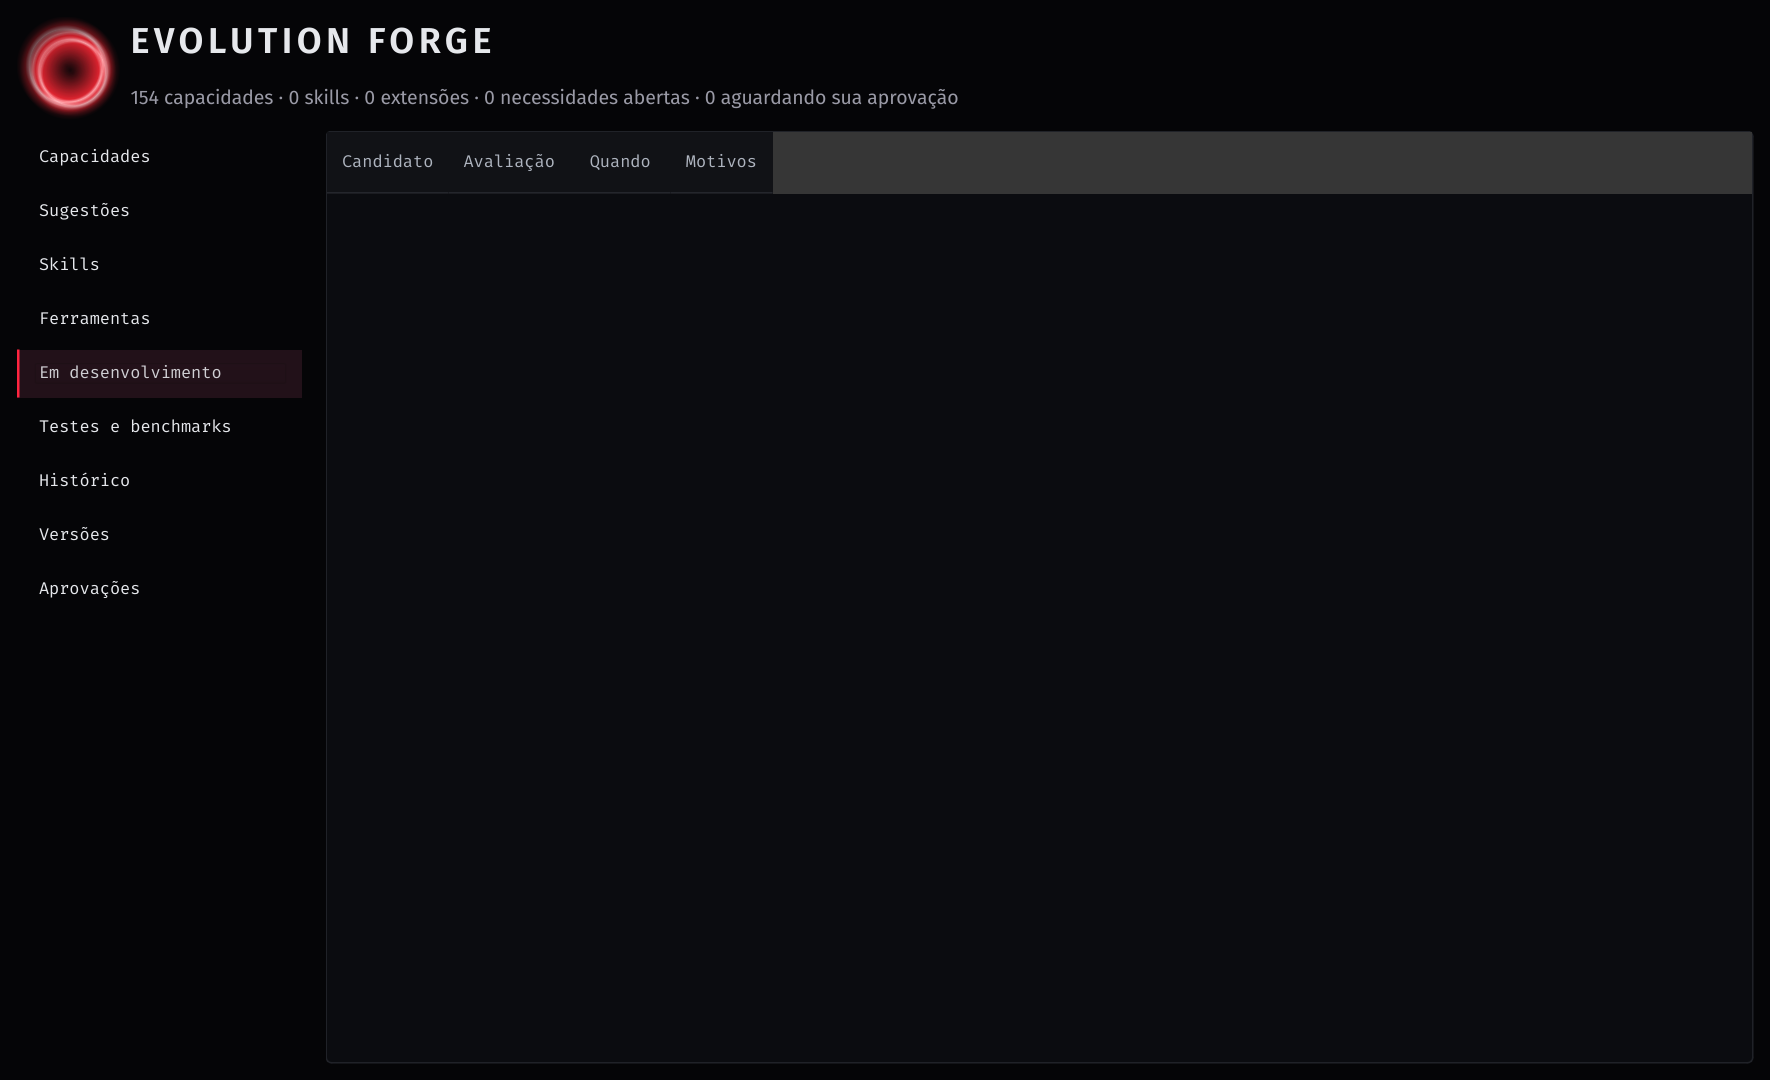 EVOLUTION FORGE
154 capacidades · 0 skills · 0 extensões · 0 necessidades abertas · 0 aguardando sua aprovação
Capacidades
Sugestões
Skills
Ferramentas
Em desenvolvimento
Testes e benchmarks
Histórico
Versões
Aprovações
Candidato Avaliação Quando Motivos